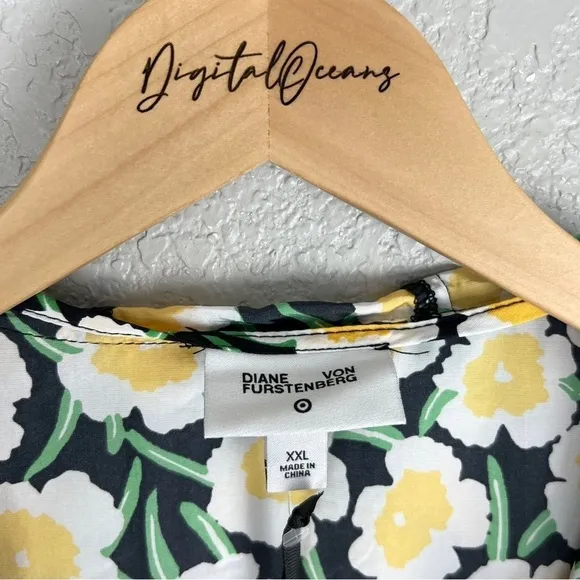 DigitalOceans
DIANE VON
FURSTENBERG
XXL
MADE IN
CHINA